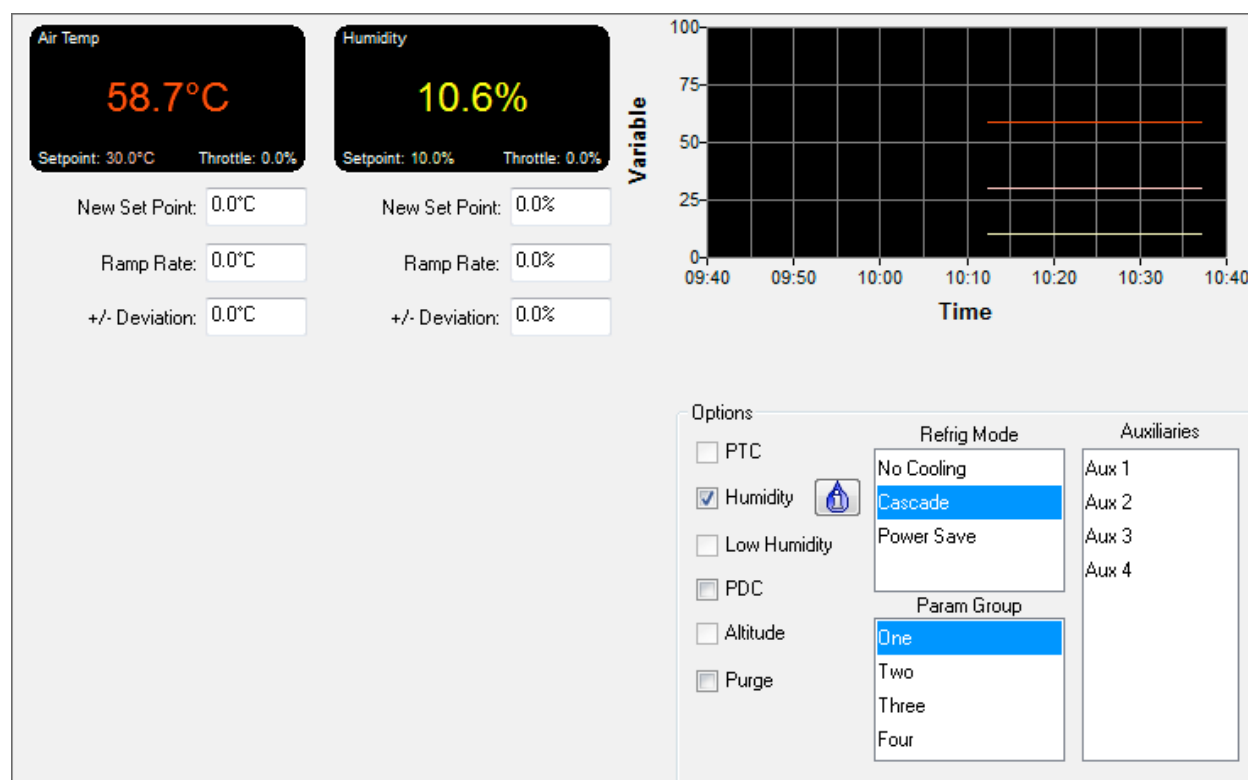 Air Temp
58.7°C
Setpoint: 30.0°C Throttle: 0.0%
Humidity
10.6%
Setpoint: 10.0% Throttle: 0.0%
New Set Point: 0.0°C
Ramp Rate: 0.0°C
+/- Deviation: 0.0°C
New Set Point: 0.0%
Ramp Rate: 0.0%
+/- Deviation: 0.0%
Variable
100
75
50
25
0
09:40 09:50 10:00 10:10 10:20 10:30 10:40
Time
Options
PTC
Humidity
Low Humidity
PDC
Altitude
Purge
Refrig Mode
No Cooling
Cascade
Power Save
Param Group
One
Two
Three
Four
Auxiliaries
Aux 1
Aux 2
Aux 3
Aux 4